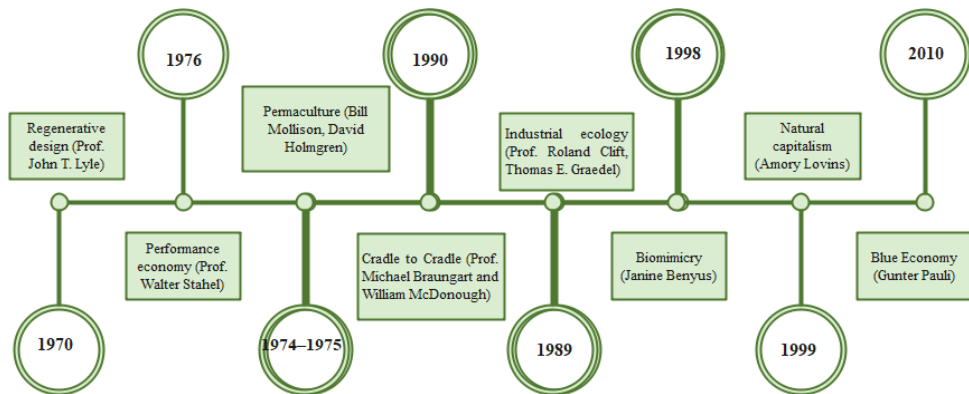 1976
1990
1998
2010
Regenerative
design (Prof.
John T. Lyle)
Permaculture (Bill
Mollison, David
Holmgren)
Industrial ecology
(Prof. Roland Clift,
Thomas E. Graedel)
Natural
capitalism
(Amory Lovins)
Performance
economy (Prof.
Walter Stahel)
Cradle to Cradle (Prof.
Michael Braungart and
William McDonough)
Biomimicry
(Janine Benyus)
Blue Economy
(Gunter Pauli)
1970
1974–1975
1989
1999